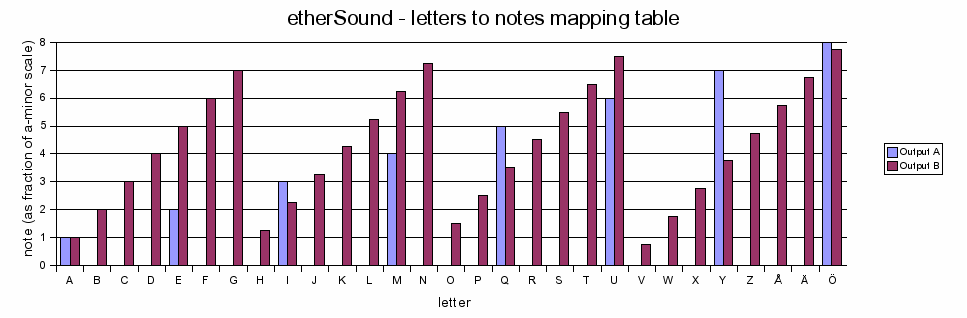 etherSound - letters to notes mapping table
note (as fraction of a-minor scale)
8
7
6
5
4
3
2
1
0
A B C D E F G H I J K L M N O P Q R S T U V W X Y Z Å Ä Ö
letter
Output A
Output B